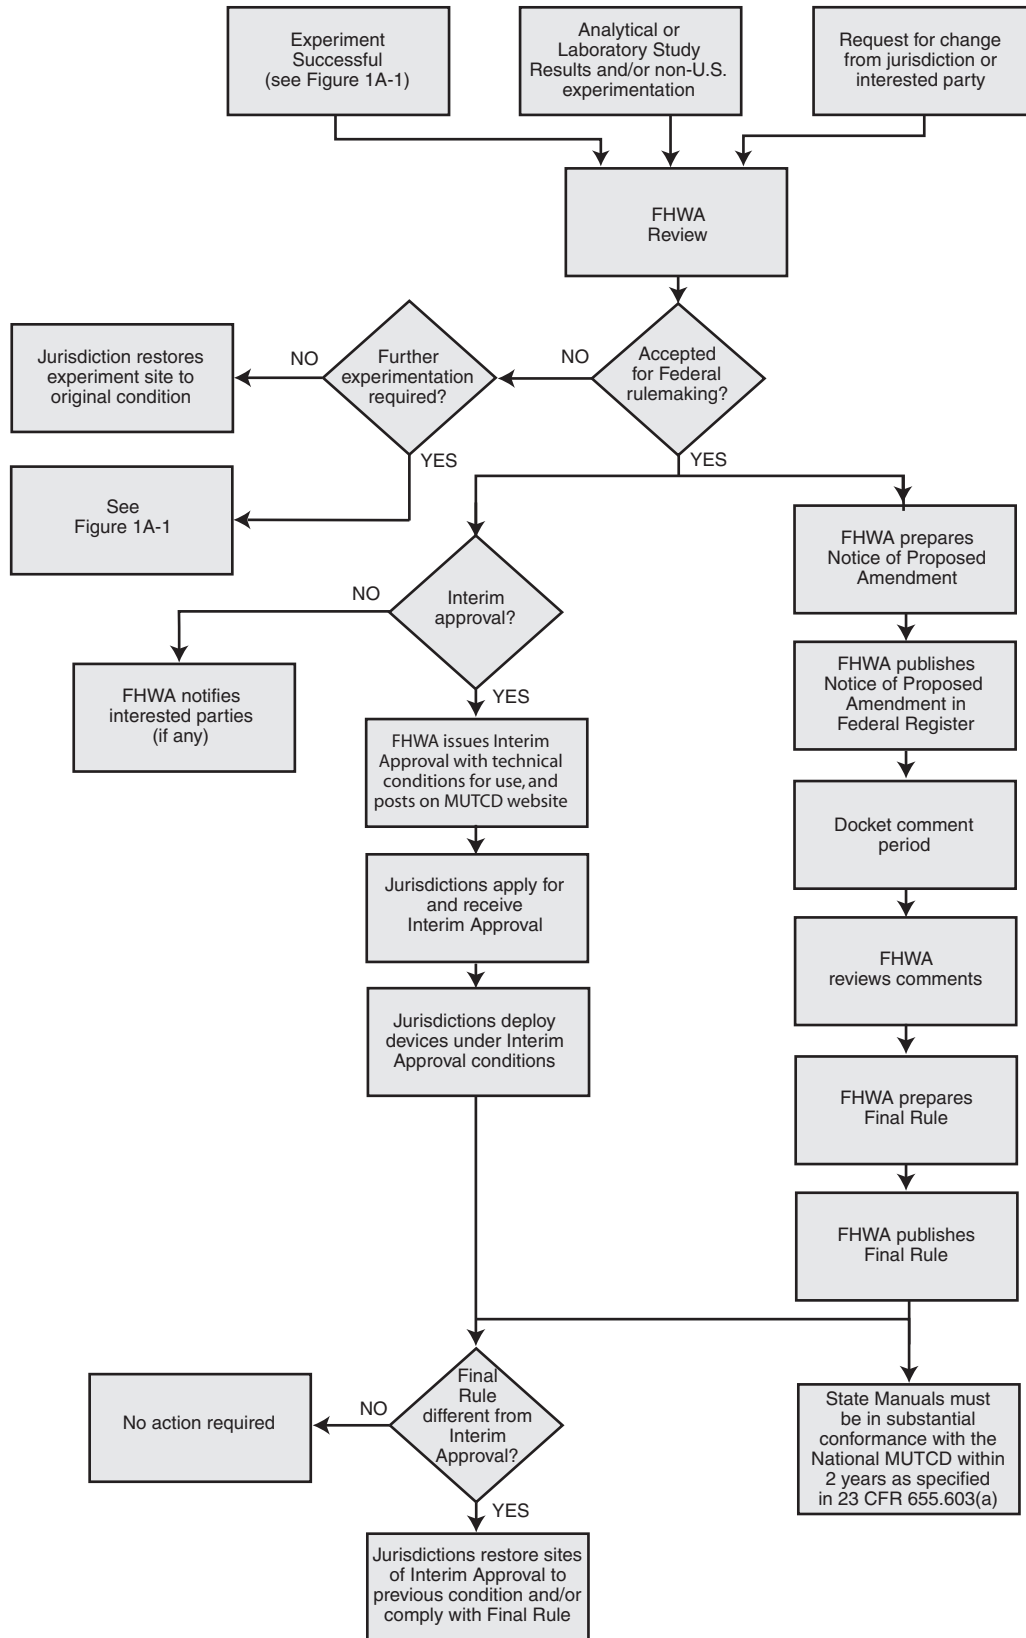 Experiment
Successful
(see Figure 1A-1)
Analytical or
Laboratory Study
Results and/or non-U.S.
experimentation
Request for change
from jurisdiction or
interested party
FHWA
Review
Jurisdiction restores
experiment site to
original condition
NO
Further
experimentation
required?
NO
Accepted
for Federal
rulemaking?
YES
YES
See
Figure 1A-1
FHWA prepares
Notice of Proposed
Amendment
NO
Interim
approval?
FHWA notifies
interested parties
(if any)
YES
FHWA publishes
Notice of Proposed
Amendment in
Federal Register
FHWA issues Interim
Approval with technical
conditions for use, and
posts on MUTCD website
Docket comment
period
Jurisdictions apply for
and receive
Interim Approval
FHWA
reviews comments
Jurisdictions deploy
devices under Interim
Approval conditions
FHWA prepares
Final Rule
FHWA publishes
Final Rule
No action required
NO
Final
Rule
different from
Interim
Approval?
State Manuals must
be in substantial
conformance with the
National MUTCD within
2 years as specified
in 23 CFR 655.603(a)
YES
Jurisdictions restore sites
of Interim Approval to
previous condition and/or
comply with Final Rule